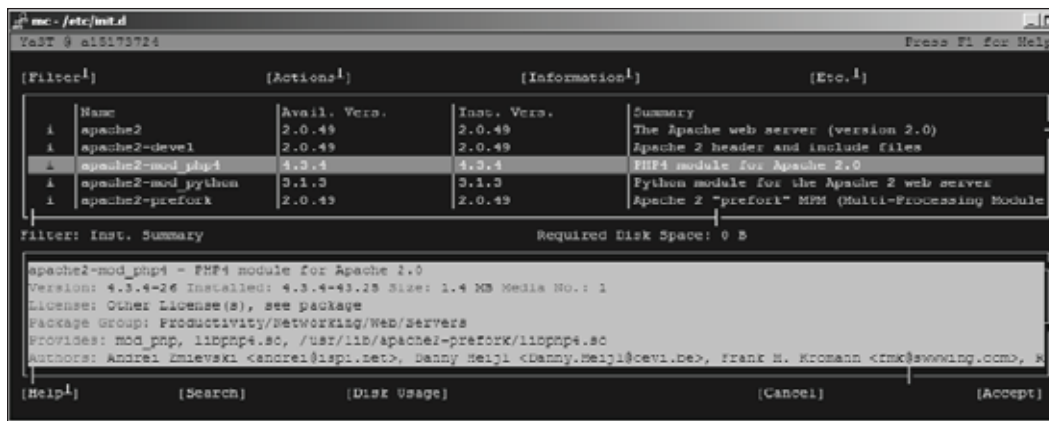 mc - /etc/init.d
YaST @ a15173724 Press F1 for Help
[Filter┴] [Actions┴] [Information┴] [Etc.┴]
Name Avail. Vers. Inst. Vers. Summary
i apache2 2.0.49 2.0.49 The Apache web server (version 2.0)
i apache2-devel 2.0.49 2.0.49 Apache 2 header and include files
i apache2-mod_php4 4.3.4 4.3.4 PHP4 module for Apache 2.0
i apache2-mod_python 3.1.3 3.1.3 Python module for the Apache 2 web server
i apache2-prefork 2.0.49 2.0.49 Apache 2 "prefork" MPM (Multi-Processing Module
Filter: Inst. Summary Required Disk Space: 0 B
apache2-mod_php4 - PHP4 module for Apache 2.0
Version: 4.3.4-26 Installed: 4.3.4-43.25 Size: 1.4 MB Media No.: 1
License: Other License(s), see package
Package Group: Productivity/Networking/Web/Servers
Provides: mod_php, libphp4.so, /usr/lib/apache2-prefork/libphp4.so
Authors: Andrei Zmievski <andrei@ispi.net>, Danny Heijl <Danny.Heijl@cevi.be>, Frank M. Kromann <fmk@swwwing.com>, R
[Help┴] [Search] [Disk Usage] [Cancel] [Accept]